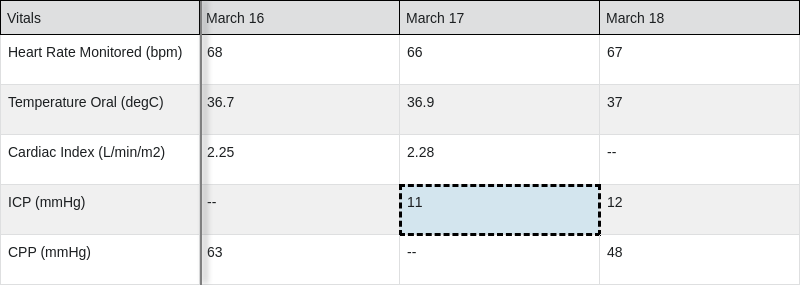 Vitals March 16 March 17 March 18
Heart Rate Monitored (bpm) 68 66 67
Temperature Oral (degC) 36.7 36.9 37
Cardiac Index (L/min/m2) 2.25 2.28 --
ICP (mmHg) -- 11 12
CPP (mmHg) 63 -- 48